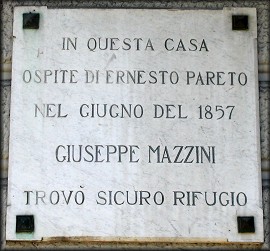 IN QUESTA CASA
OSPITE DI ERNESTO PARETO
NEL GIUGNO DEL 1857
GIUSEPPE MAZZINI
TROVÒ SICURO RIFUGIO